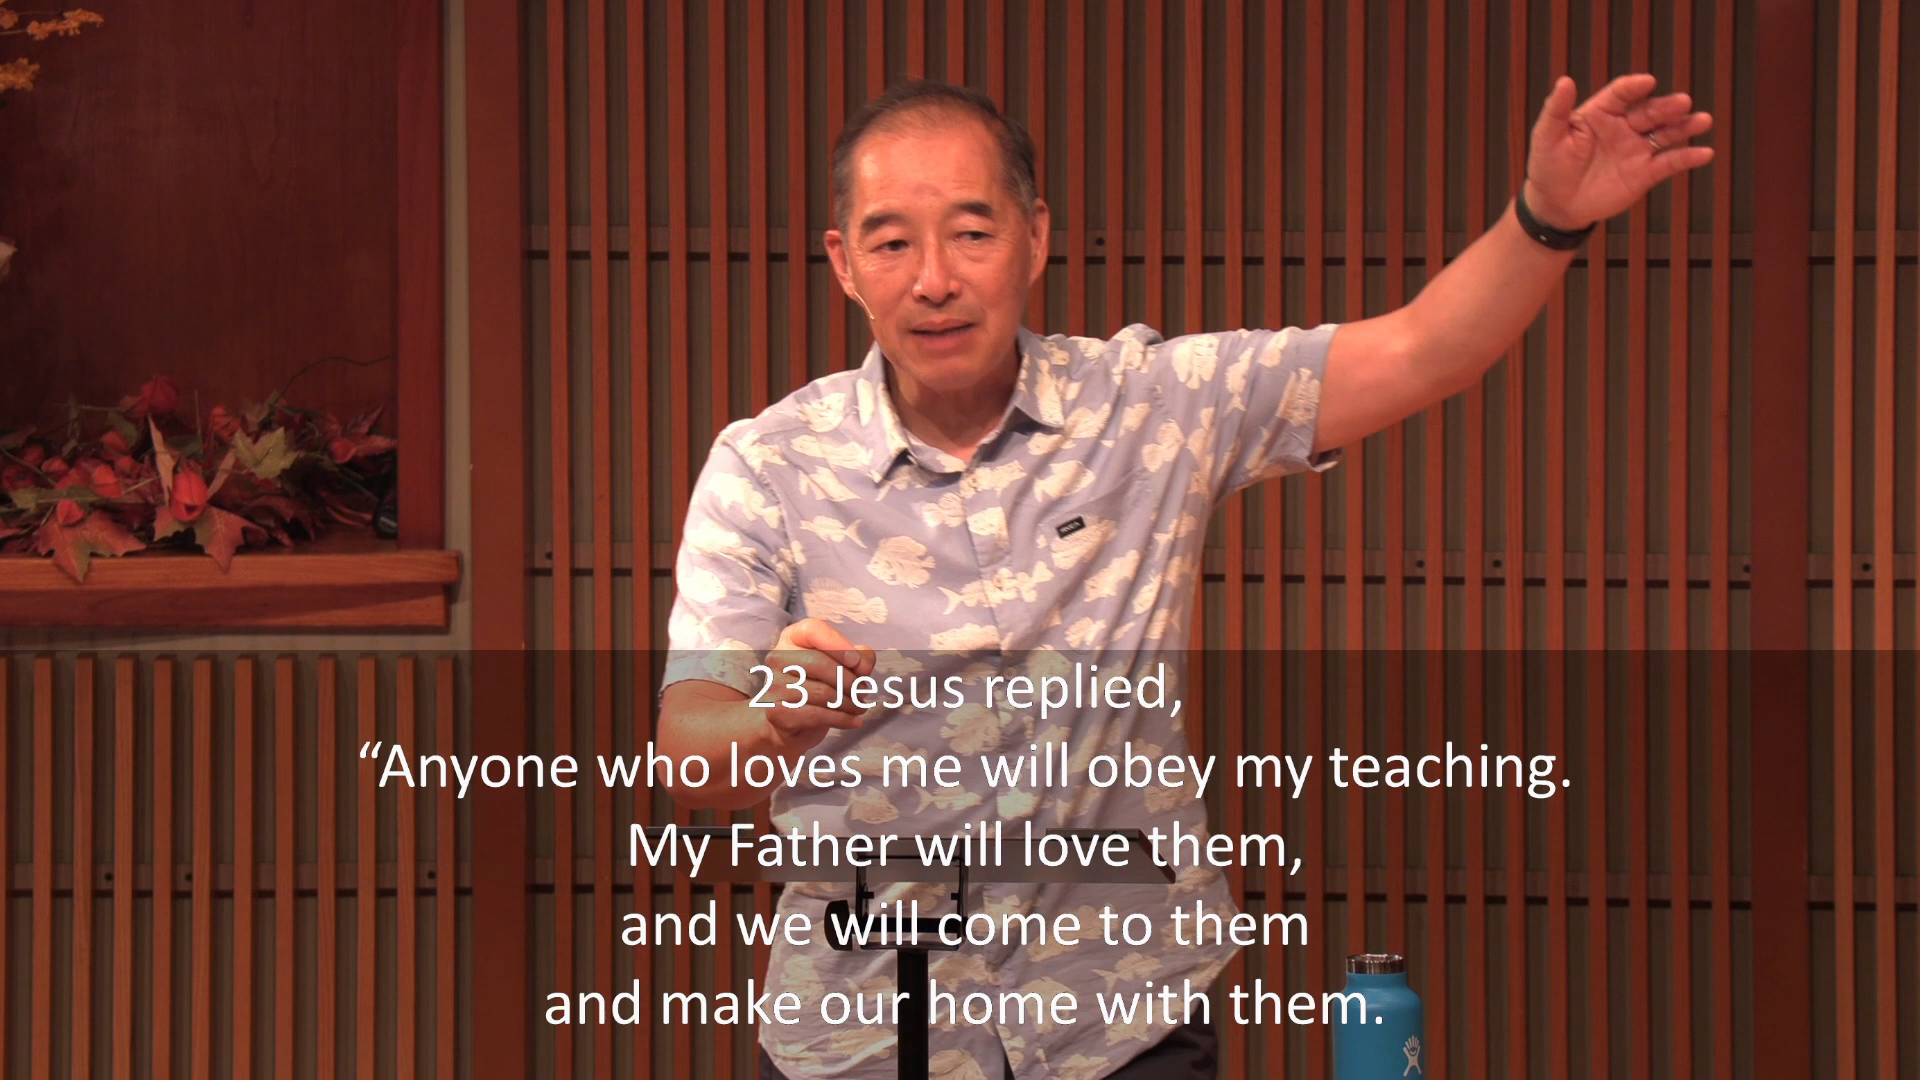 23 Jesus replied,
“Anyone who loves me will obey my teaching.
My Father will love them,
and we will come to them
and make our home with them.